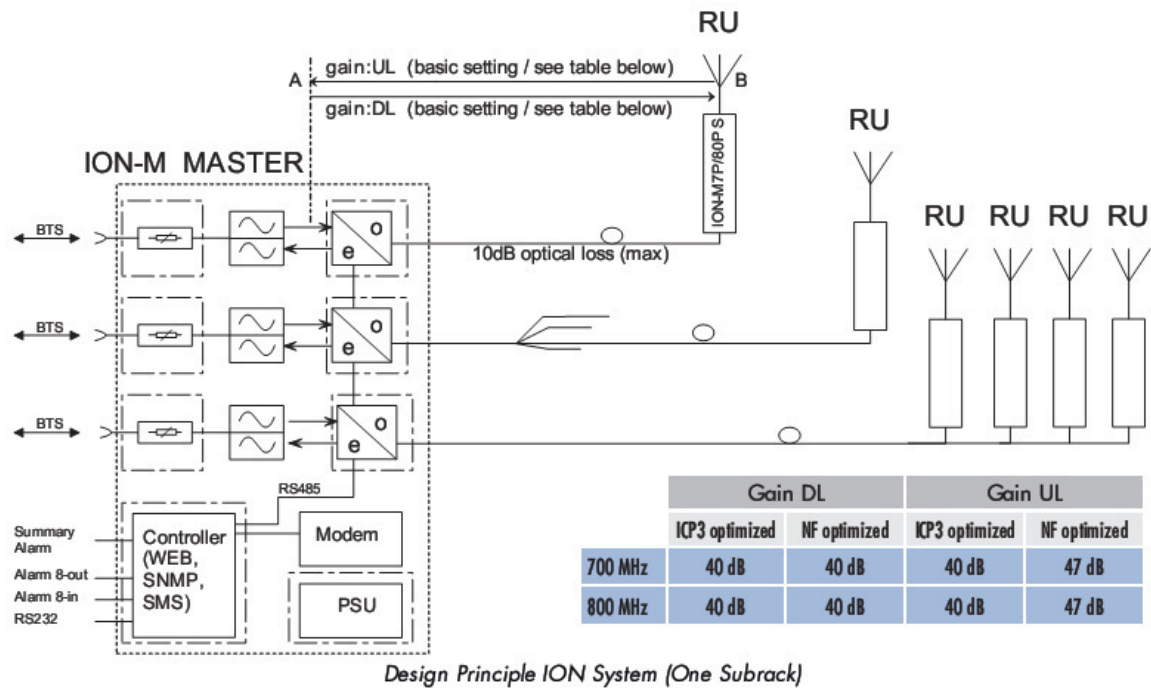 RU
gain:UL (basic setting / see table below)
A
B
gain:DL (basic setting / see table below)
ION-M7P/80P S
RU
ION-M MASTER
RU RU RU RU
BTS
o
e
10dB optical loss (max)
BTS
o
e
BTS
o
e
RS485
Summary
Alarm
Alarm 8-out
Alarm 8-in
RS232
Controller
(WEB,
SNMP,
SMS)
Modem
PSU
Gain DL Gain UL
ICP3 optimized NF optimized ICP3 optimized NF optimized
700 MHz 40 dB 40 dB 40 dB 47 dB
800 MHz 40 dB 40 dB 40 dB 47 dB
Design Principle ION System (One Subrack)